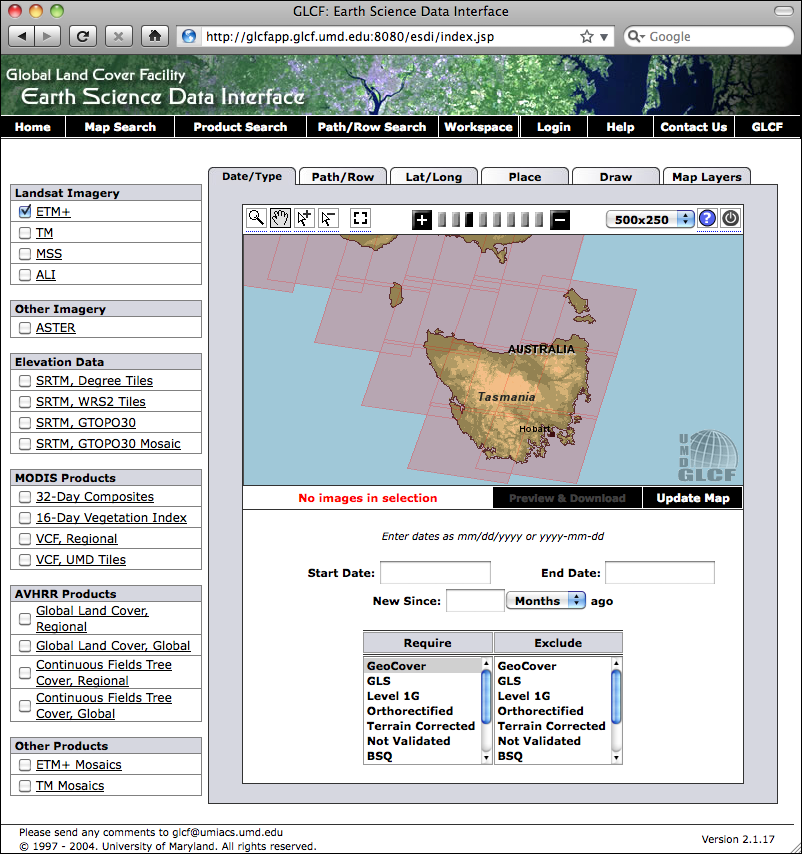 GLCF: Earth Science Data Interface
http://glcfapp.glcf.umd.edu:8080/esdi/index.jsp
Google
Global Land Cover Facility
Earth Science Data Interface
Home Map Search Product Search Path/Row Search Workspace Login Help Contact Us GLCF
Date/Type Path/Row Lat/Long Place Draw Map Layers
Landsat Imagery
ETM+
TM
MSS
ALI
Other Imagery
ASTER
Elevation Data
SRTM, Degree Tiles
SRTM, WRS2 Tiles
SRTM, GTOPO30
SRTM, GTOPO30 Mosaic
MODIS Products
32-Day Composites
16-Day Vegetation Index
VCF, Regional
VCF, UMD Tiles
AVHRR Products
Global Land Cover,
Regional
Global Land Cover, Global
Continuous Fields Tree
Cover, Regional
Continuous Fields Tree
Cover, Global
Other Products
ETM+ Mosaics
TM Mosaics
500x250 ?
AUSTRALIA
Tasmania
Hobart
UMD
GLCF
No images in selection Preview & Download Update Map
Enter dates as mm/dd/yyyy or yyyy-mm-dd
Start Date: End Date:
New Since: Months ago
Require Exclude
GeoCover GeoCover
GLS GLS
Level 1G Level 1G
Orthorectified Orthorectified
Terrain Corrected Terrain Corrected
Not Validated Not Validated
BSQ BSQ
Please send any comments to glcf@umiacs.umd.edu
© 1997 - 2004. University of Maryland. All rights reserved.
Version 2.1.17